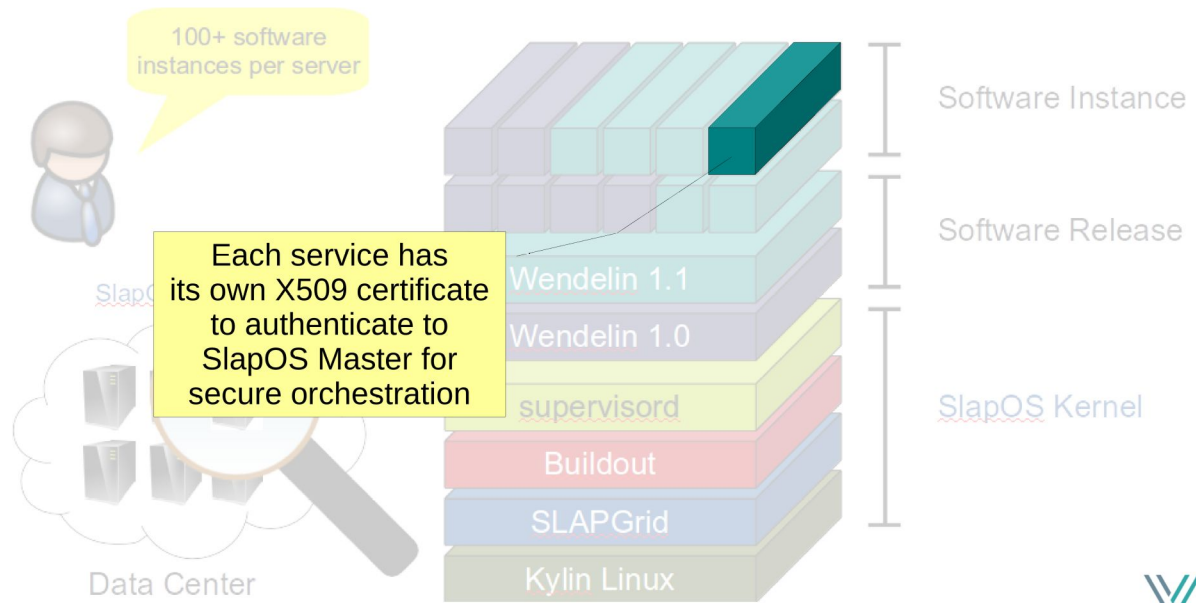 100+ software
instances per server
Software Instance
Software Release
Each service has
its own X509 certificate
to authenticate to
SlapOS Master for
secure orchestration
Wendelin 1.1
Wendelin 1.0
supervisord
SlapOS Kernel
Buildout
SLAPGrid
Kylin Linux
Data Center